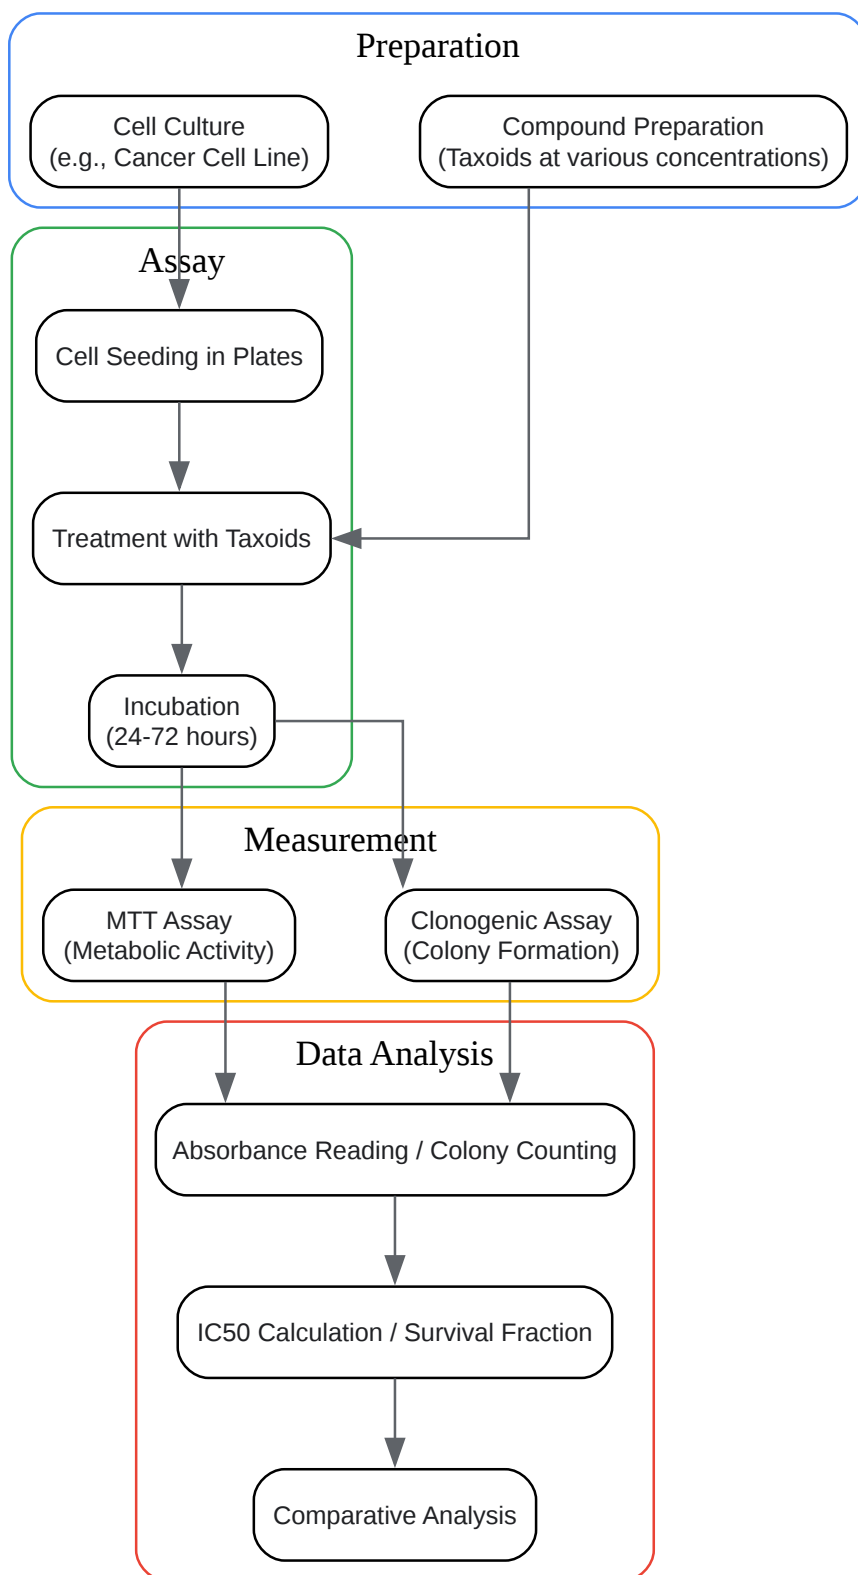 Preparation
Cell Culture
(e.g., Cancer Cell Line)
Compound Preparation
(Taxoids at various concentrations)
Assay
Cell Seeding in Plates
Treatment with Taxoids
Incubation
(24-72 hours)
Measurement
MTT Assay
(Metabolic Activity)
Clonogenic Assay
(Colony Formation)
Data Analysis
Absorbance Reading / Colony Counting
IC50 Calculation / Survival Fraction
Comparative Analysis